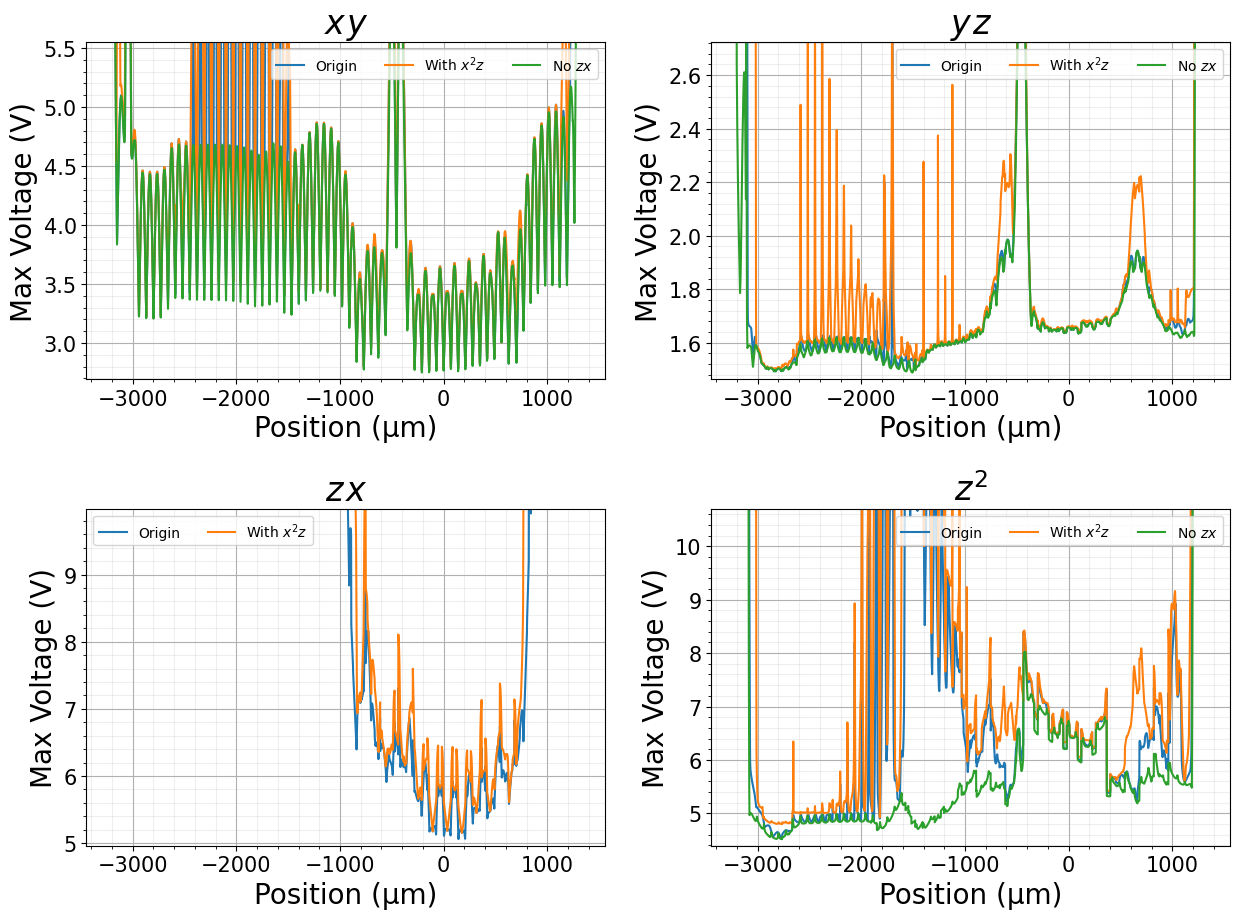 xy
yz
5.5
5.0
4.5
4.0
3.5
3.0
Max Voltage (V)
Origin With x²z No zx
−3000 −2000 −1000 0 1000
Position (μm)
2.6
2.4
2.2
2.0
1.8
1.6
Max Voltage (V)
Origin With x²z No zx
−3000 −2000 −1000 0 1000
Position (μm)
zx
z²
9
8
7
6
5
Max Voltage (V)
Origin With x²z
−3000 −2000 −1000 0 1000
Position (μm)
10
9
8
7
6
5
Max Voltage (V)
Origin With x²z No zx
−3000 −2000 −1000 0 1000
Position (μm)